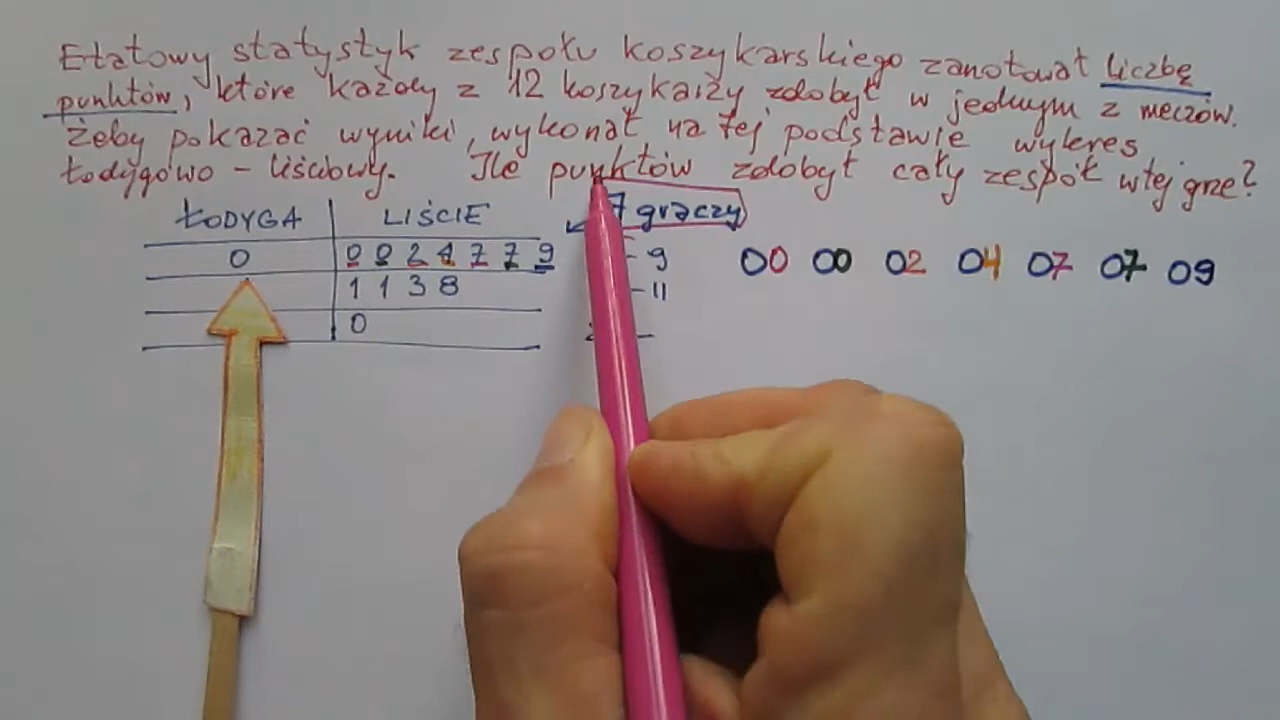 Etatowy statystyk zespołu koszykarskiego zanotował liczbę
punktów, które każdy z 12 koszykarzy zdobył w jednym z meczów.
Żeby pokazać wyniki, wykonał na tej podstawie wykres
łodygowo - liściowy. Ile punktów zdobył cały zespół w tej grze?
ŁODYGA LIŚCIE 7 graczy
0 0 0 2 4 7 7 9 - 9 00 00 02 04 07 07 09
1 1 3 8 - 11
0